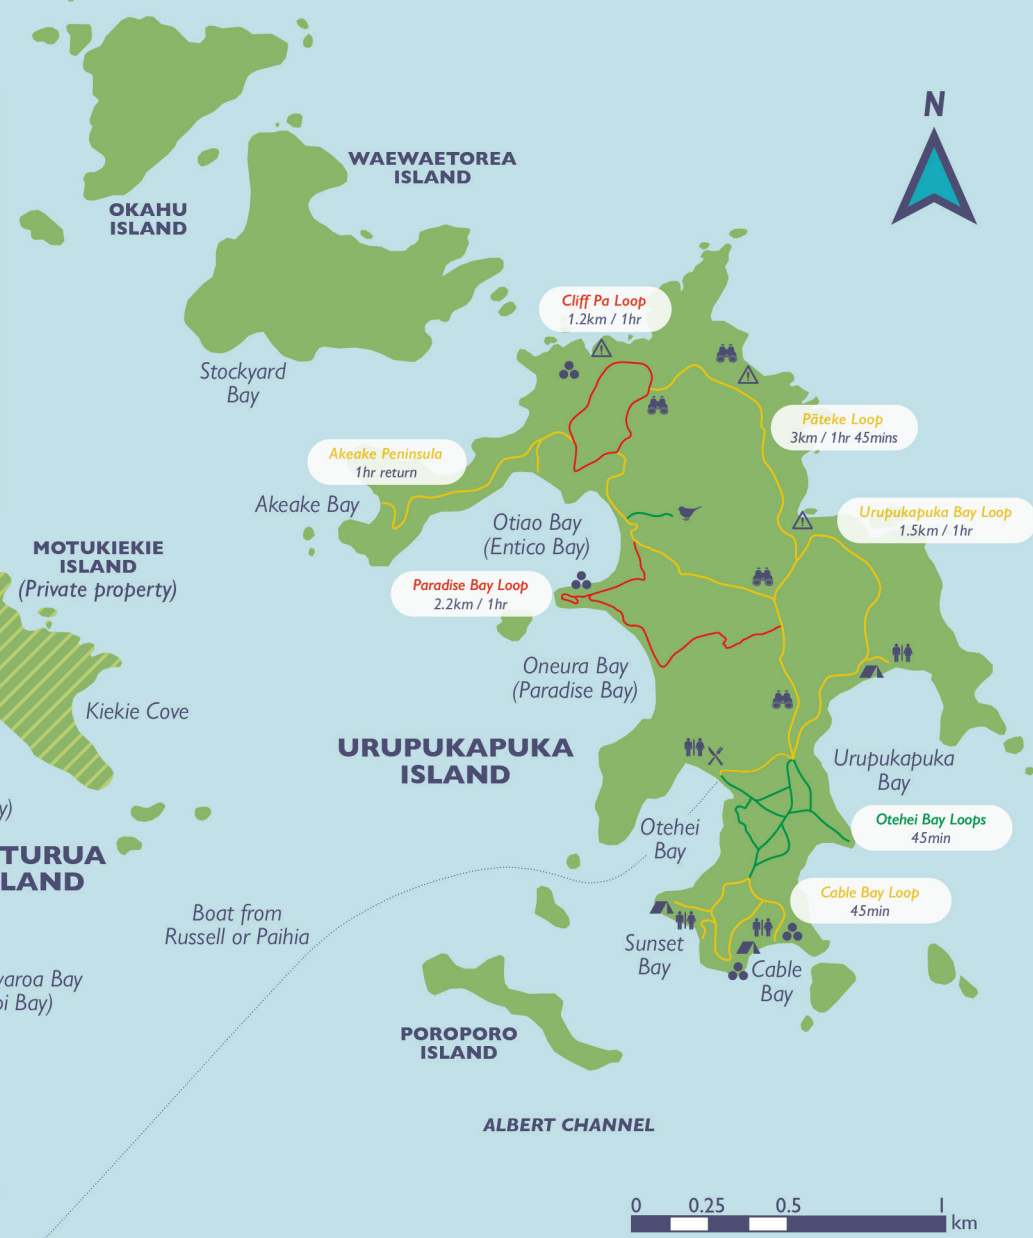 N
WAEWAETOREA
ISLAND
OKAHU
ISLAND
Cliff Pa Loop
1.2km / 1hr
Stockyard
Bay
Pāteke Loop
3km / 1hr 45mins
Akeake Peninsula
1hr return
Akeake Bay
Otiao Bay
(Entico Bay)
Urupukapuka Bay Loop
1.5km / 1hr
MOTUKIEKIE
ISLAND
(Private property)
Paradise Bay Loop
2.2km / 1hr
Oneura Bay
(Paradise Bay)
Kiekie Cove
URUPUKAPUKA
ISLAND
Urupukapuka
Bay
y)
Otehei
Bay
Otehei Bay Loops
45min
TURUA
LAND
Cable Bay Loop
45min
Boat from
Russell or Paihia
Sunset
Bay
Cable
Bay
varoa Bay
oi Bay)
POROPORO
ISLAND
ALBERT CHANNEL
0 0.25 0.5 1
km